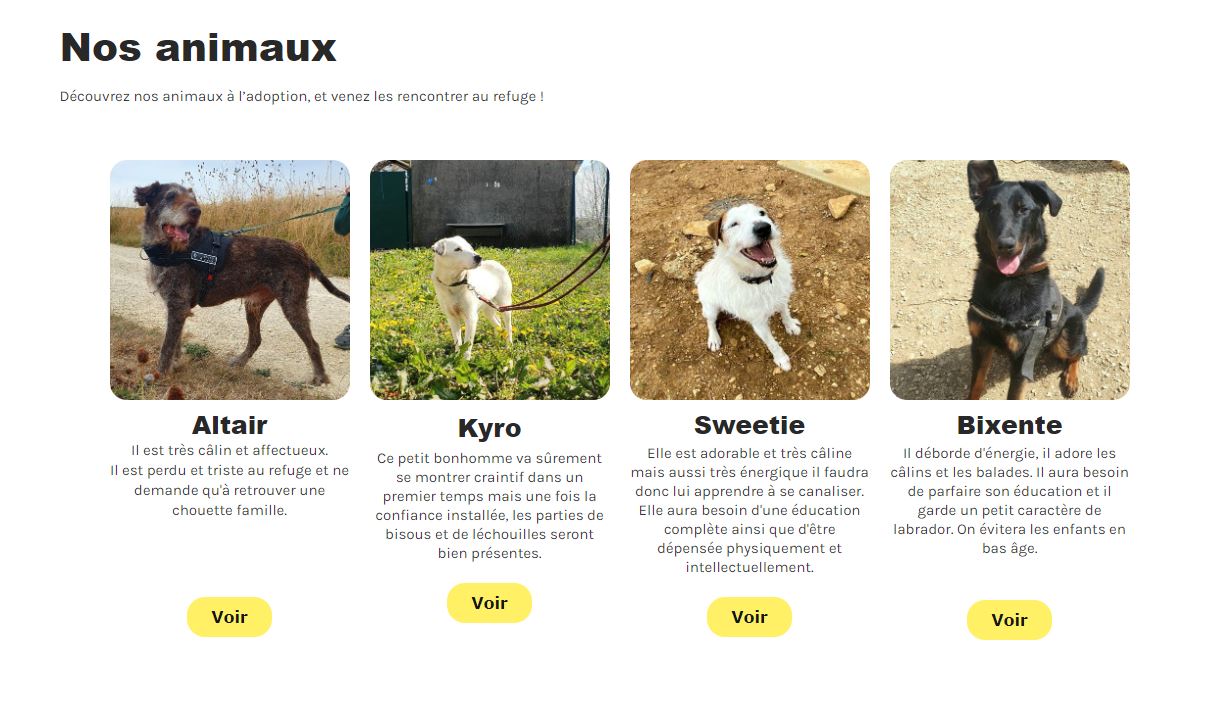 Nos animaux
Découvrez nos animaux à l’adoption, et venez les rencontrer au refuge !
Altair
Il est très câlin et affectueux.
Il est perdu et triste au refuge et ne
demande qu'à retrouver une
chouette famille.
Voir
Kyro
Ce petit bonhomme va sûrement
se montrer craintif dans un
premier temps mais une fois la
confiance installée, les parties de
bisous et de léchouilles seront
bien présentes.
Voir
Sweetie
Elle est adorable et très câline
mais aussi très énergique il faudra
donc lui apprendre à se canaliser.
Elle aura besoin d'une éducation
complète ainsi que d'être
dépensée physiquement et
intellectuellement.
Voir
Bixente
Il déborde d'énergie, il adore les
câlins et les balades. Il aura besoin
de parfaire son éducation et il
garde un petit caractère de
labrador. On évitera les enfants en
bas âge.
Voir